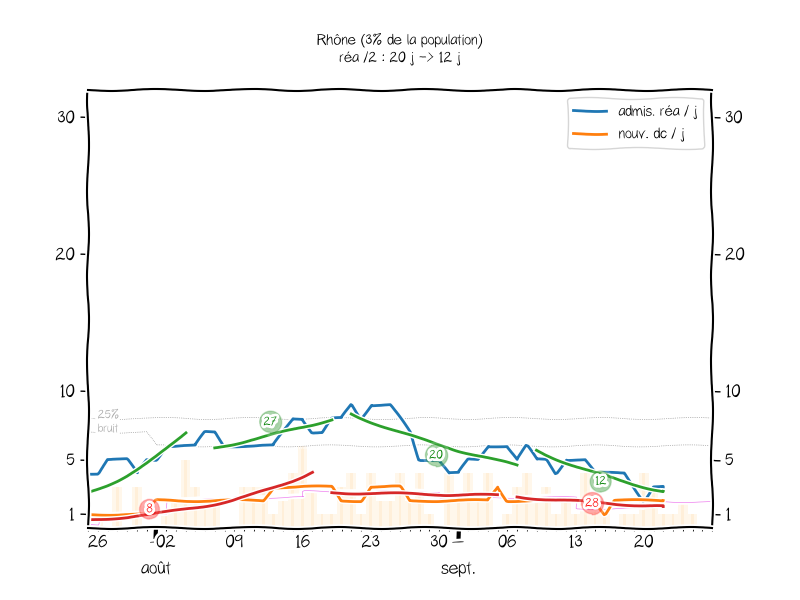 Rhône (3% de la population)
réa /2 : 20 j -> 12 j
admis. réa / j
nouv. dc / j
30 30
20 20
10 10
25%
bruit
27
20
5 5
12
28
8
1 1
26 02 09 16 23 30 06 13 20
août sept.